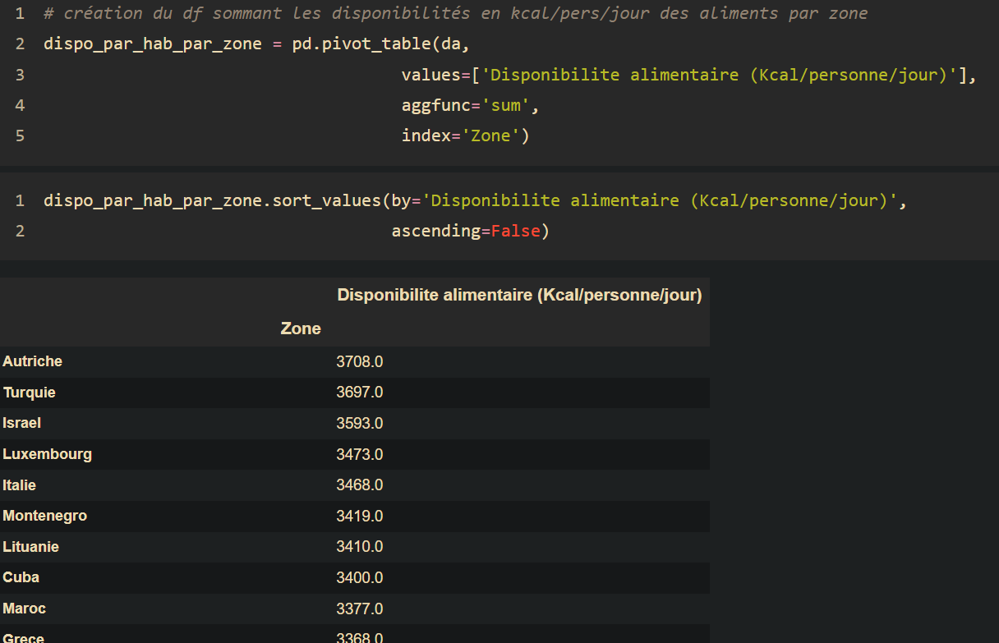 1 # création du df sommant les disponibilités en kcal/pers/jour des aliments par zone
2 dispo_par_hab_par_zone = pd.pivot_table(da,
3 values=['Disponibilite alimentaire (Kcal/personne/jour)'],
4 aggfunc='sum',
5 index='Zone')
1 dispo_par_hab_par_zone.sort_values(by='Disponibilite alimentaire (Kcal/personne/jour)',
2 ascending=False)
Disponibilite alimentaire (Kcal/personne/jour)
Zone
Autriche 3708.0
Turquie 3697.0
Israel 3593.0
Luxembourg 3473.0
Italie 3468.0
Montenegro 3419.0
Lituanie 3410.0
Cuba 3400.0
Maroc 3377.0
Grece 3368.0